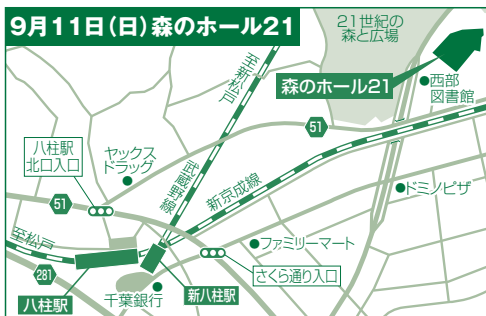 9月11日(日)森のホール21
21世紀の
森と広場
至新松戸
森のホール21
西部
図書館
51
八柱駅
北口入口
ヤックス
ドラッグ
武蔵野線
新京成線
51
ドミノピザ
至松戸
ファミリーマート
281
さくら通り入口
八柱駅
千葉銀行
新八柱駅